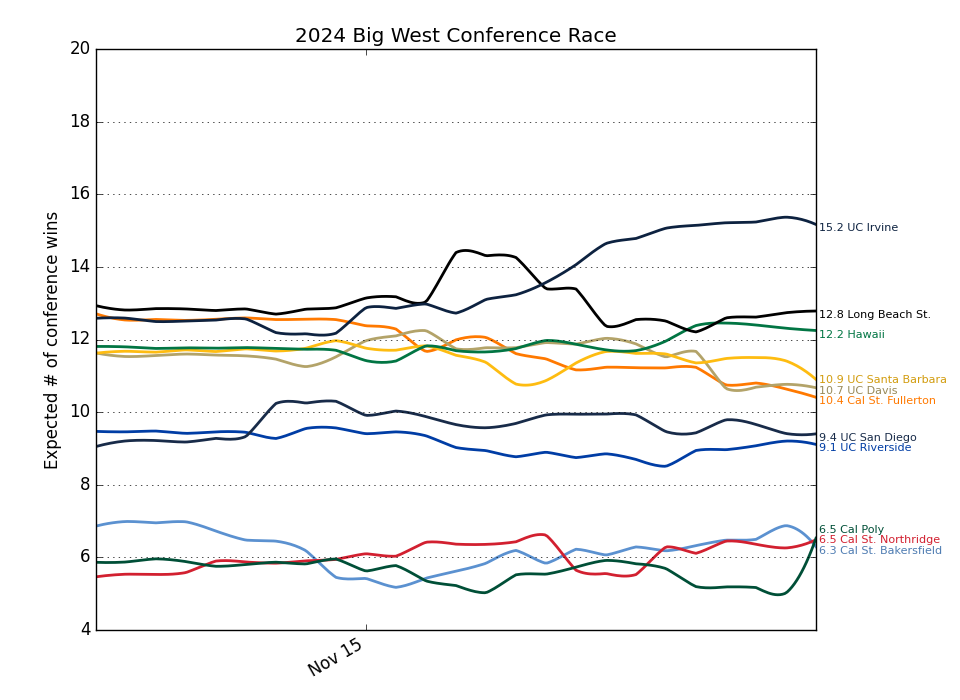 2024 Big West Conference Race
Expected # of conference wins
20
18
16
14
12
10
8
6
4
Nov 15
15.2 UC Irvine
12.8 Long Beach St.
12.2 Hawaii
10.9 UC Santa Barbara
10.7 UC Davis
10.4 Cal St. Fullerton
9.4 UC San Diego
9.1 UC Riverside
6.5 Cal Poly
6.5 Cal St. Northridge
6.3 Cal St. Bakersfield